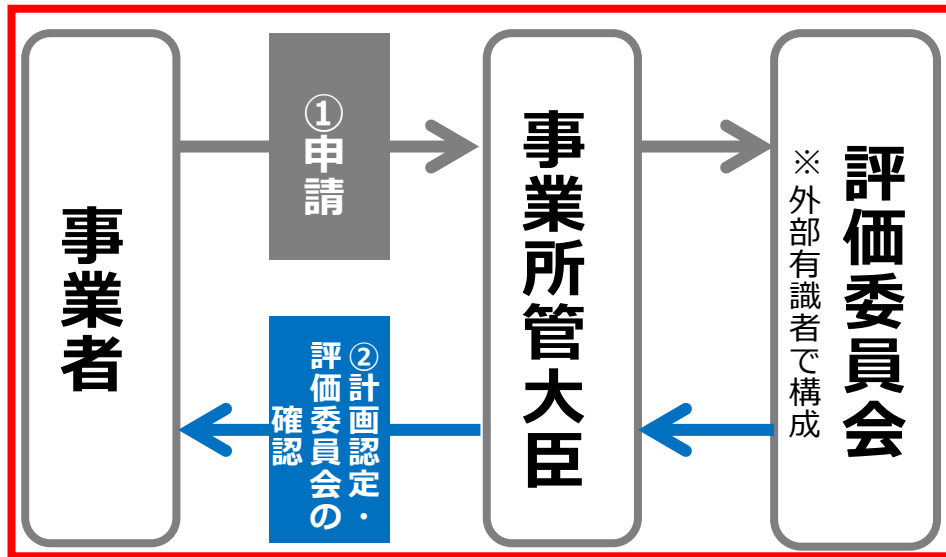 事業者
①申請
②計画認定・
評価委員会の
確認
事業所管大臣
評価委員会
※外部有識者で構成